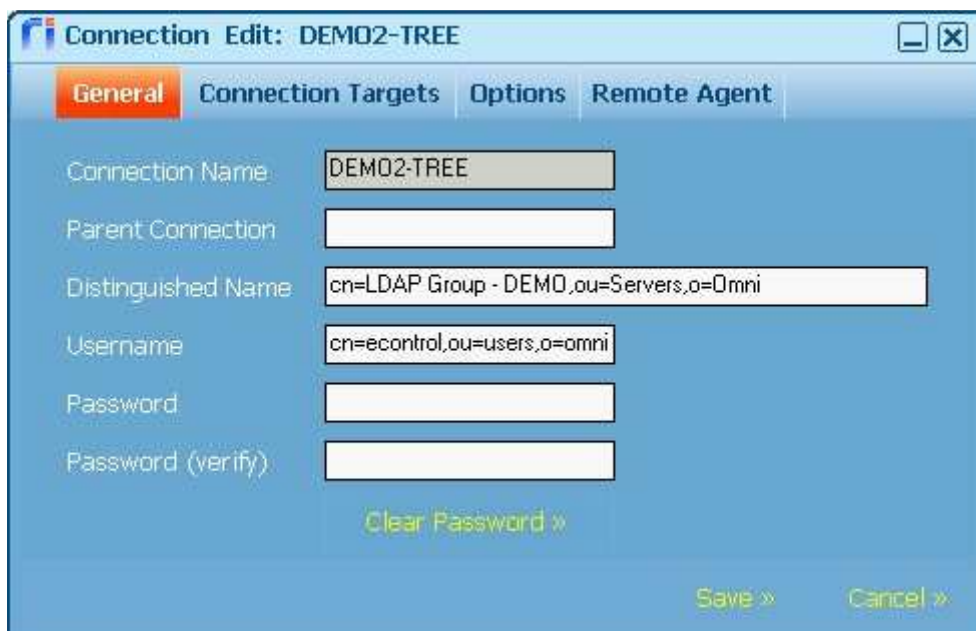 Connection Edit: DEMO2-TREE
General Connection Targets Options Remote Agent
Connection Name DEMO2-TREE
Parent Connection
Distinguished Name cn=LDAP Group - DEMO,ou=Servers,o=Omni
Username cn=econtrol,ou=users,o=omni
Password
Password (verify)
Clear Password »
Save » Cancel »